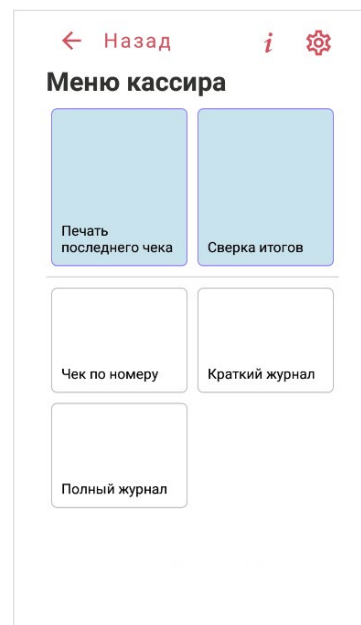 Назад
Меню кассира
Печать
последнего чека
Сверка итогов
Чек по номеру
Краткий журнал
Полный журнал